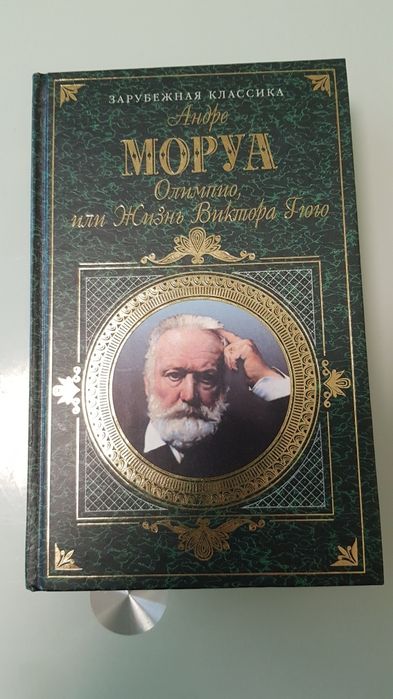 ЗАРУБЕЖНАЯ КЛАССИКА
Андре
МОРУА
Олимпио,
или Жизнь Виктора Гюго